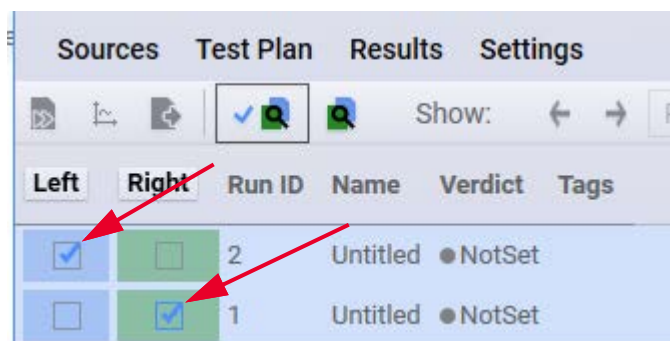 Sources Test Plan Results Settings
Show:
Left Right Run ID Name Verdict Tags
2 Untitled NotSet
1 Untitled NotSet